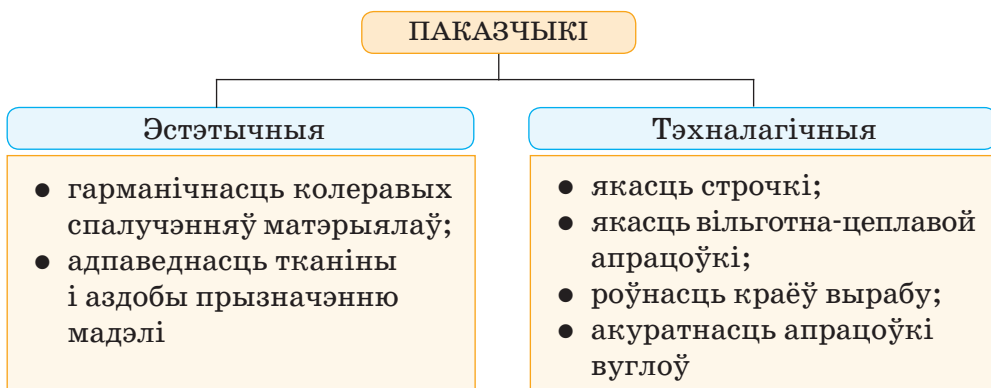 ПАКАЗЧЫКІ
Эстэтычныя
● гарманічнасць колеравых
спалучэнняў матэрыялаў;
● адпаведнасць тканіны
і аздобы прызначэнню
мадэлі
Тэхналагічныя
● якасць строчкі;
● якасць вільготна-цеплавой
апрацоўкі;
● роўнасць краёў вырабу;
● акуратнасць апрацоўкі
вуглоў